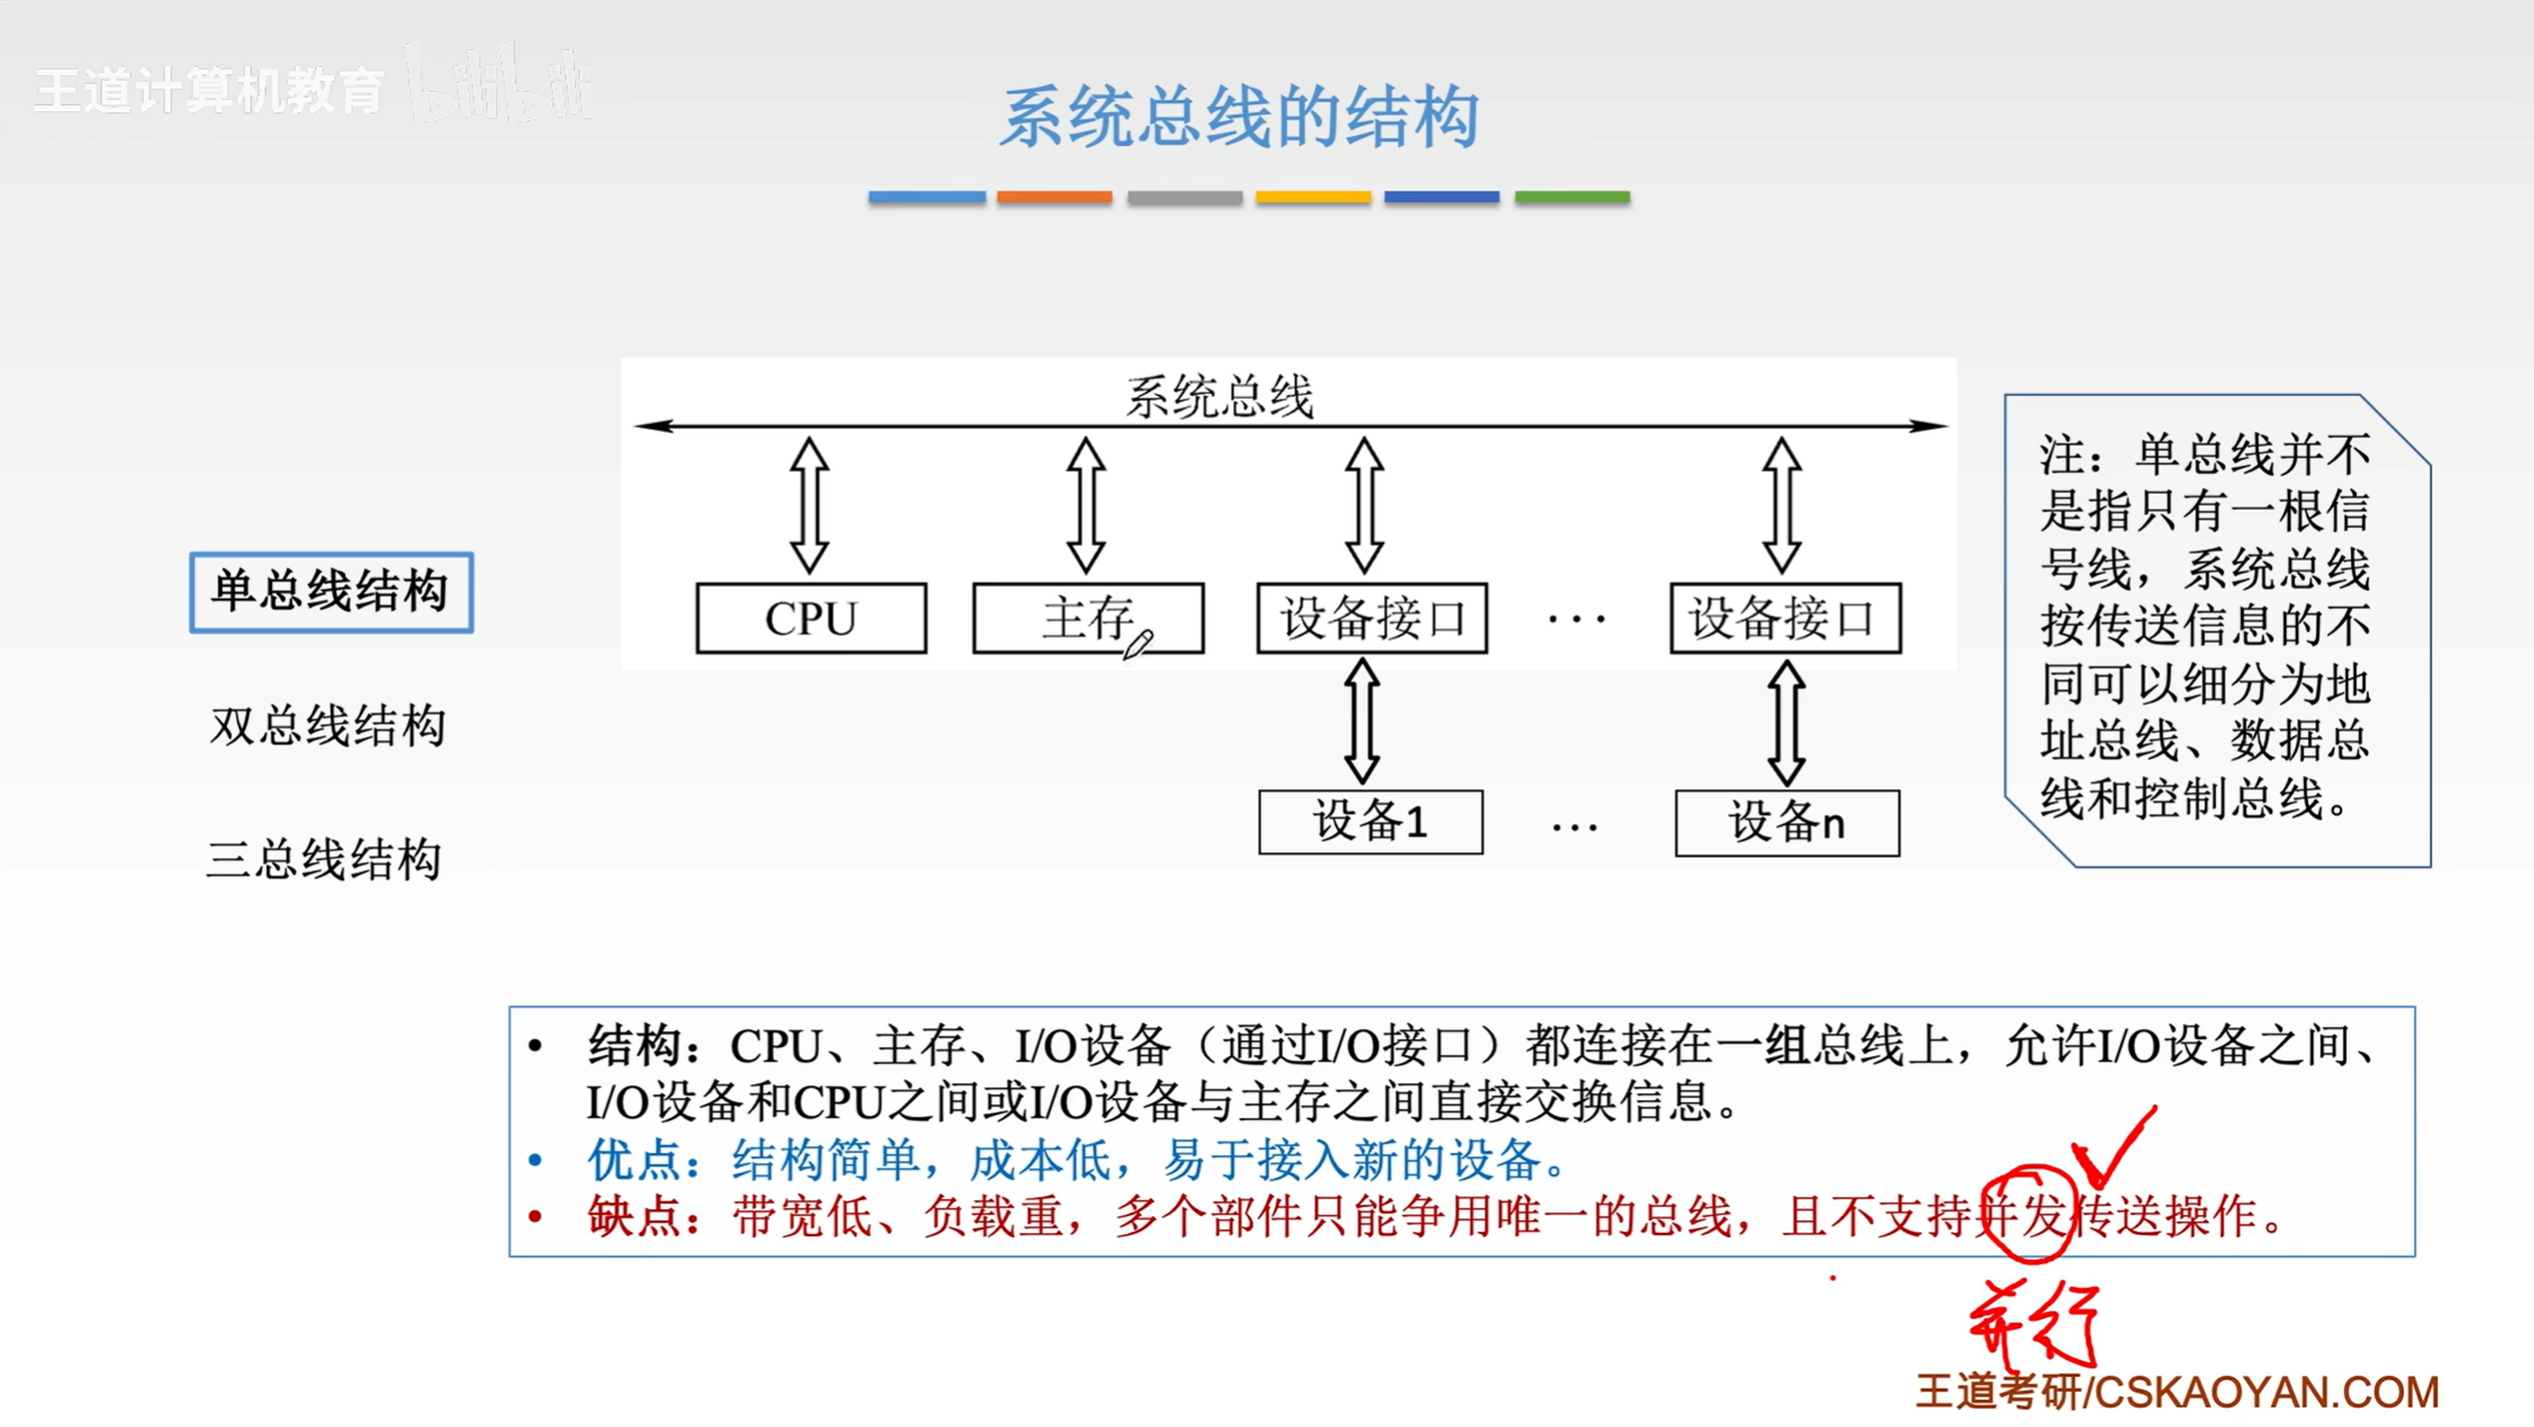 王道计算机教育 bilibili
系统总线的结构
系统总线
CPU
主存
设备接口
...
设备接口
设备1
...
设备n
单总线结构
双总线结构
三总线结构
注：单总线并不
是指只有一根信
号线，系统总线
按传送信息的不
同可以细分为地
址总线、数据总
线和控制总线。
• 结构：CPU、主存、I/O设备（通过I/O接口）都连接在一组总线上，允许I/O设备之间、
I/O设备和CPU之间或I/O设备与主存之间直接交换信息。
• 优点：结构简单，成本低，易于接入新的设备。
• 缺点：带宽低、负载重，多个部件只能争用唯一的总线，且不支持并发传送操作。
并行
王道考研/CSKAOYAN.COM